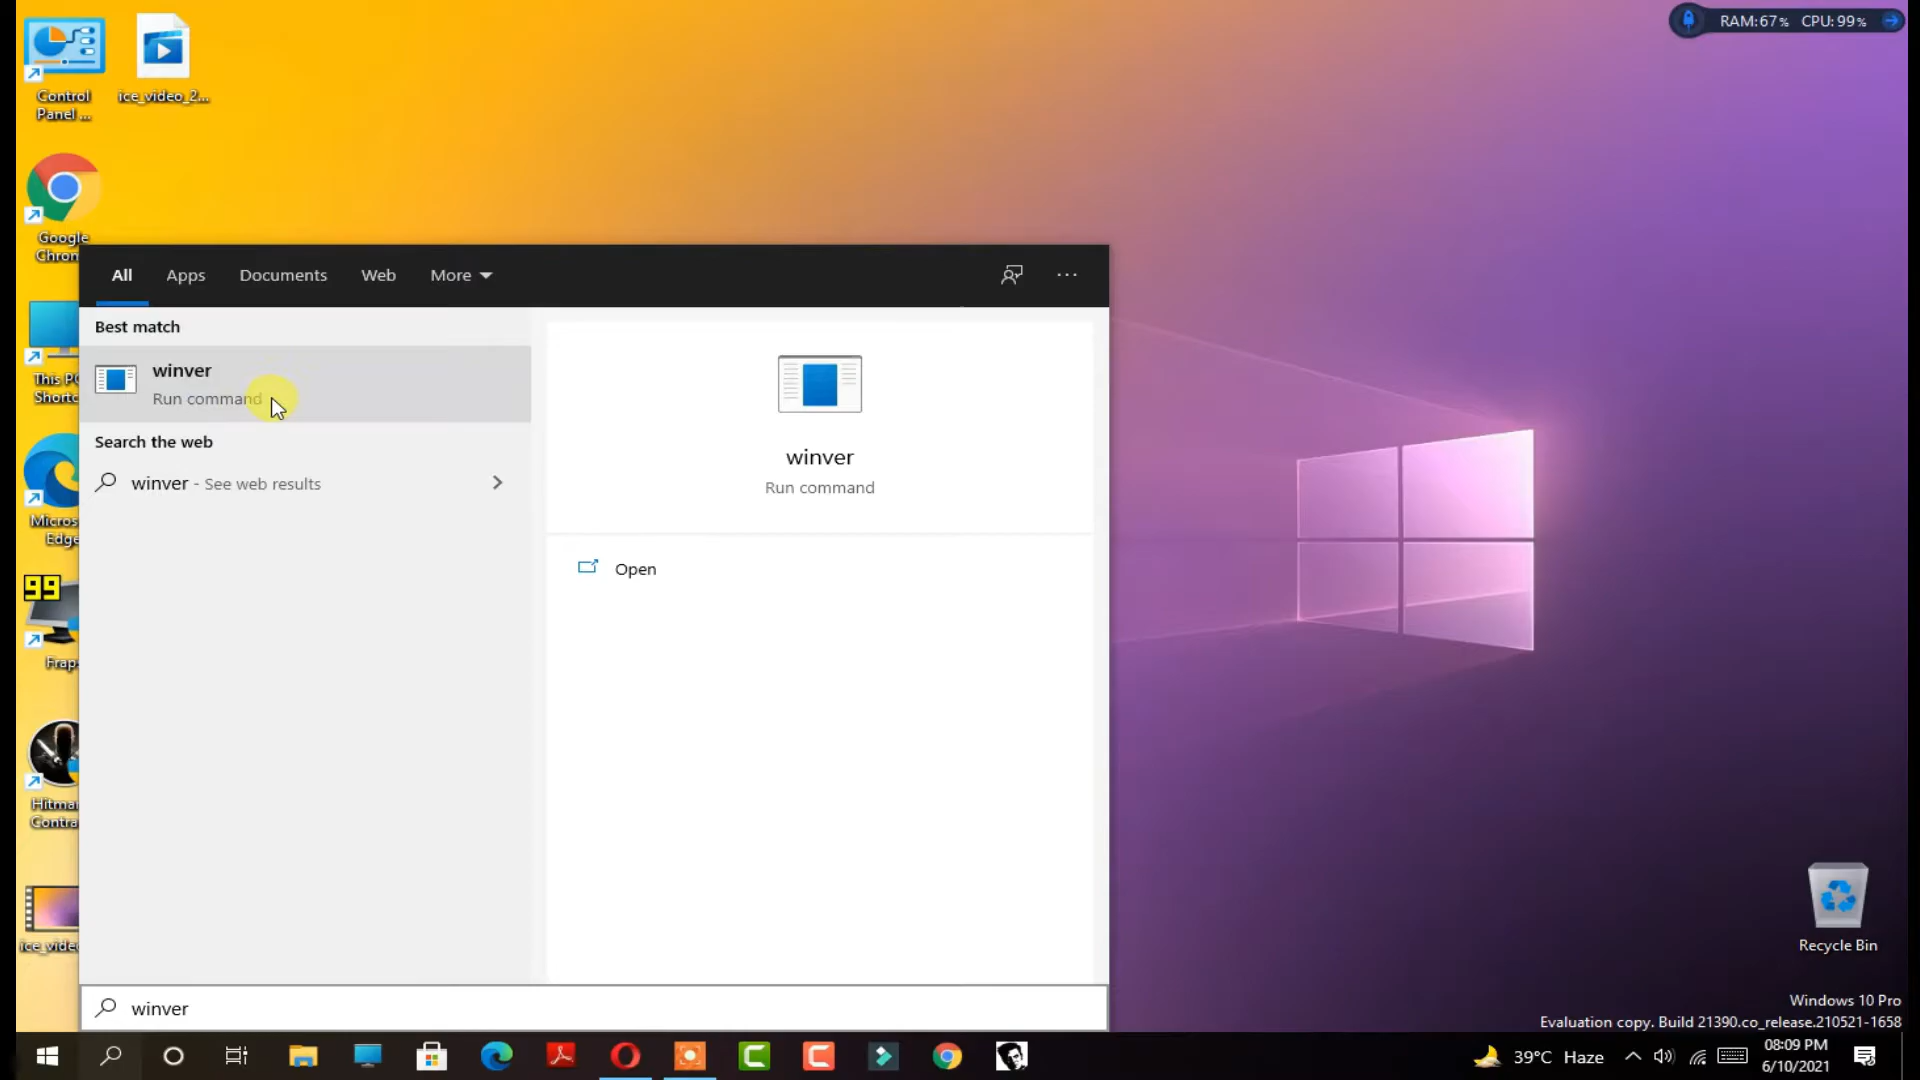 RAM:67% CPU:99%
Control
Panel ...
ice_video_2...
Google
Chrom
All Apps Documents Web More
Best match
winver
Run command
Search the web
winver - See web results
winver
Run command
Open
This PC
Shortc
Micros
Edge
99
Fraps
Hitma
Contra
ice_vide
Recycle Bin
winver
Windows 10 Pro
Evaluation copy. Build 21390.co_release.210521-1658
39°C Haze
08:09 PM
6/10/2021